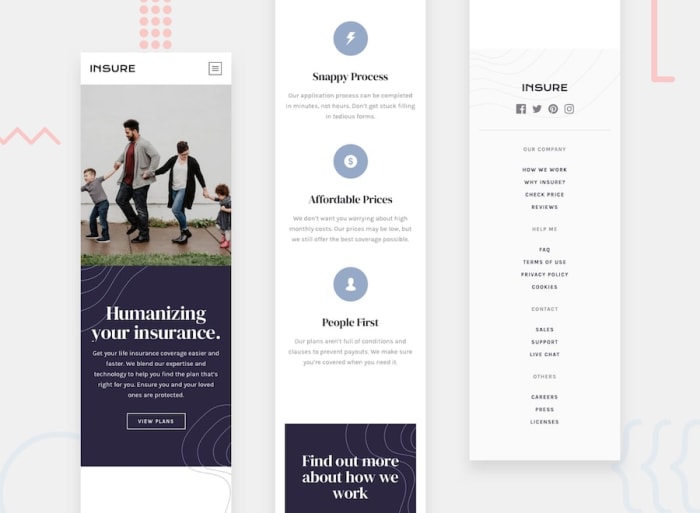 INSURE
Humanizing
your insurance.
Get your life insurance coverage easier and
faster. We blend our expertise and
technology to help you find the plan that's
right for you. Ensure you and your loved
ones are protected.
VIEW PLANS
Snappy Process
Our application process can be completed
in minutes, not hours. Don't get stuck filling
in tedious forms.
$
Affordable Prices
We don't want you worrying about high
monthly costs. Our prices may be low, but
we still offer the best coverage possible.
People First
Our plans aren't full of conditions and
clauses to prevent payouts. We make sure
you're covered when you need it
Find out more
about how we
work
INSURE
OUR COMPANY
HOW WE WORK
WHY INSURE?
CHECK PRICE
REVIEWS
HELP ME
FAQ
TERMS OF USE
PRIVACY POLICY
COOKIES
CONTACT
SALES
SUPPORT
LIVE CHAT
OTHERS
CAREERS
PRESS
LICENSES